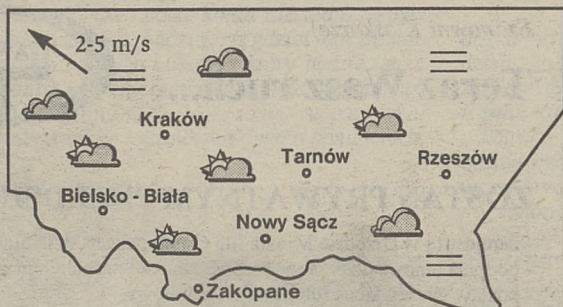 2-5 m/s
Kraków
Tarnów
Rzeszów
Bielsko - Biała
Nowy Sącz
Zakopane